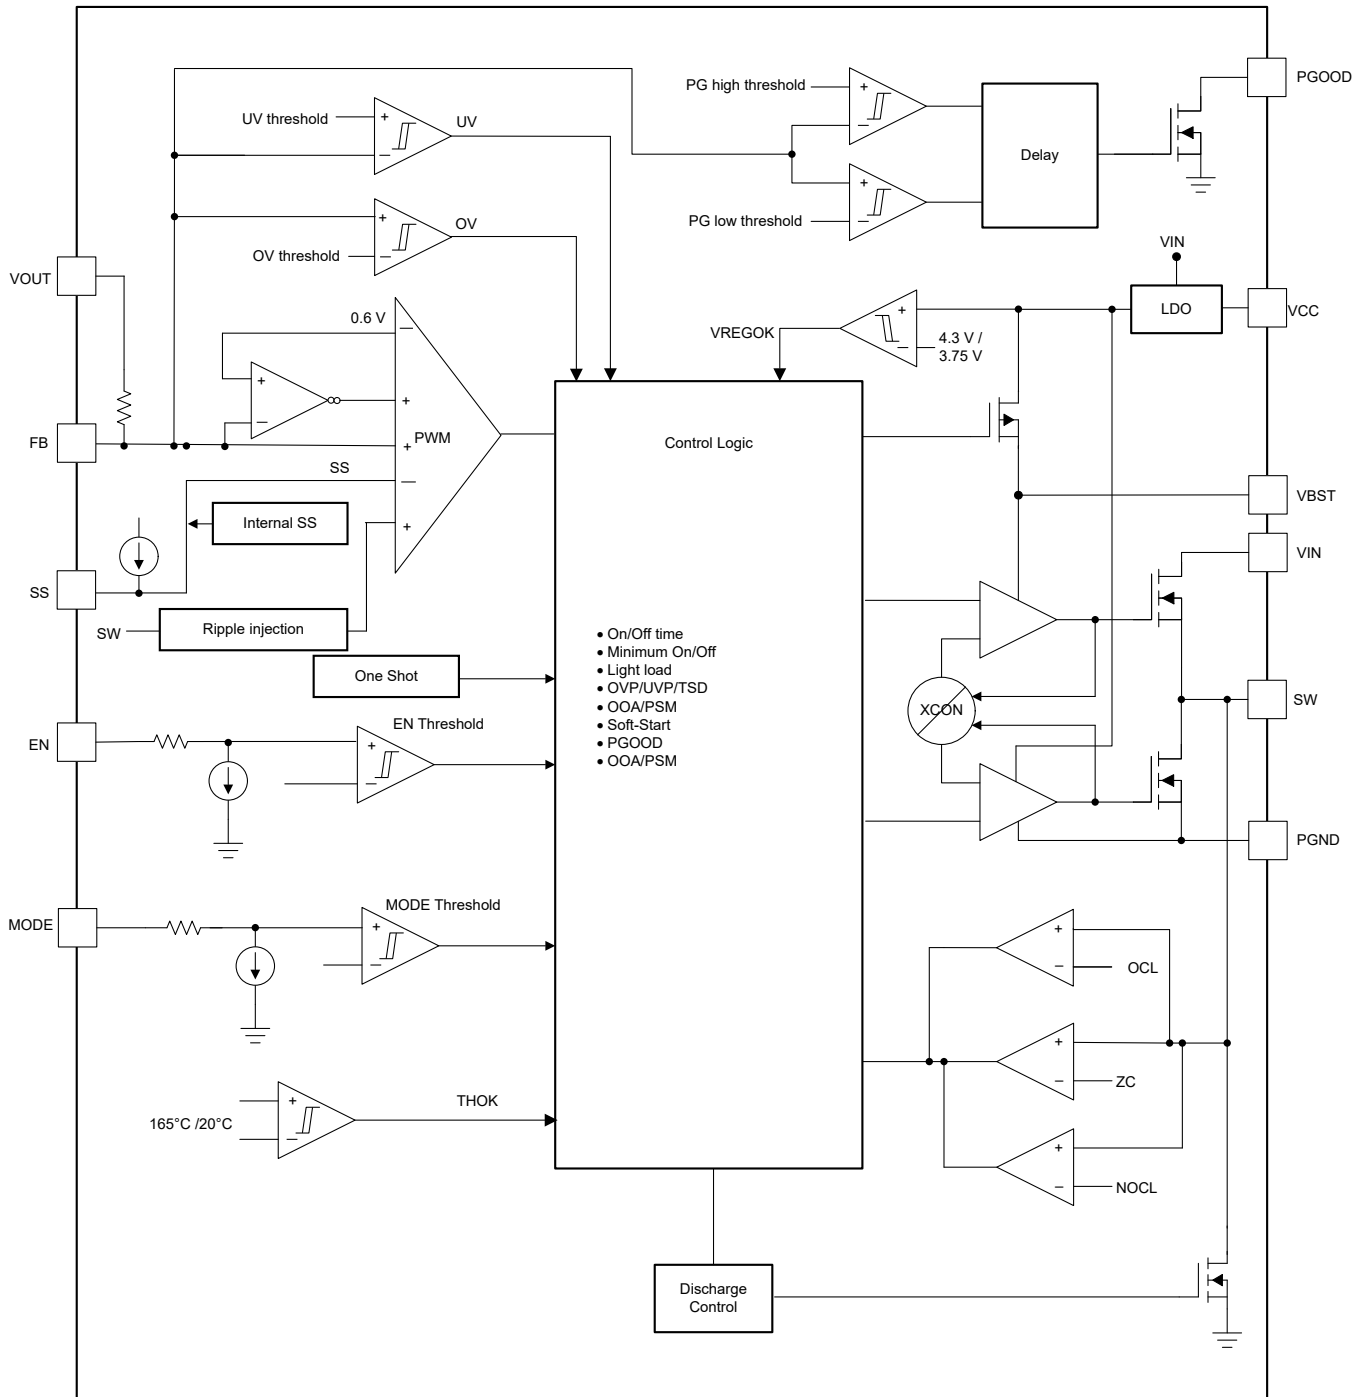 PGOOD
PG high threshold
UV threshold
UV
Delay
PG low threshold
OV
OV threshold
VIN
VOUT
LDO
VCC
0.6 V
VREGOK
4.3 V /
3.75 V
FB
PWM
Control Logic
SS
VBST
Internal SS
VIN
SS
SW
Ripple injection
• On/Off time
• Minimum On/Off
• Light load
• OVP/UVP/TSD
• OOA/PSM
• Soft-Start
• PGOOD
• OOA/PSM
One Shot
XCON
SW
EN
EN Threshold
PGND
MODE
MODE Threshold
OCL
ZC
THOK
165°C /20°C
NOCL
Discharge
Control